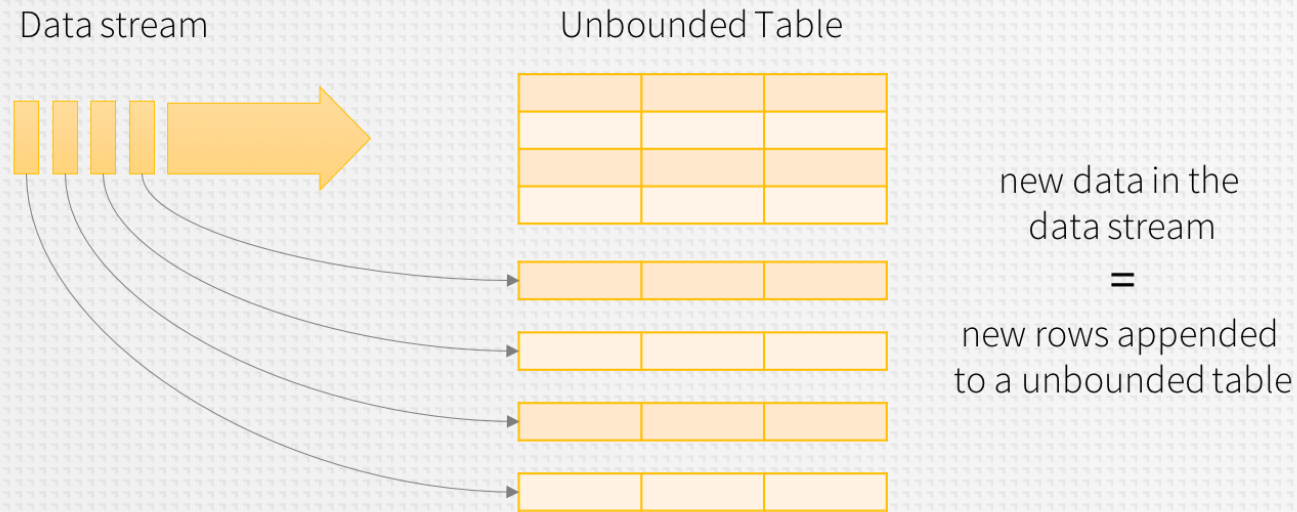 Data stream
Unbounded Table
new data in the
data stream
=
new rows appended
to a unbounded table